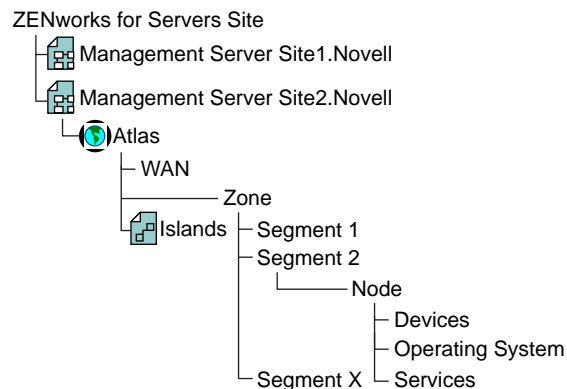 ZENworks for Servers Site
Management Server Site1.Novell
Management Server Site2.Novell
Atlas
WAN
Zone
Islands
Segment 1
Segment 2
Node
Devices
Operating System
Services
Segment X